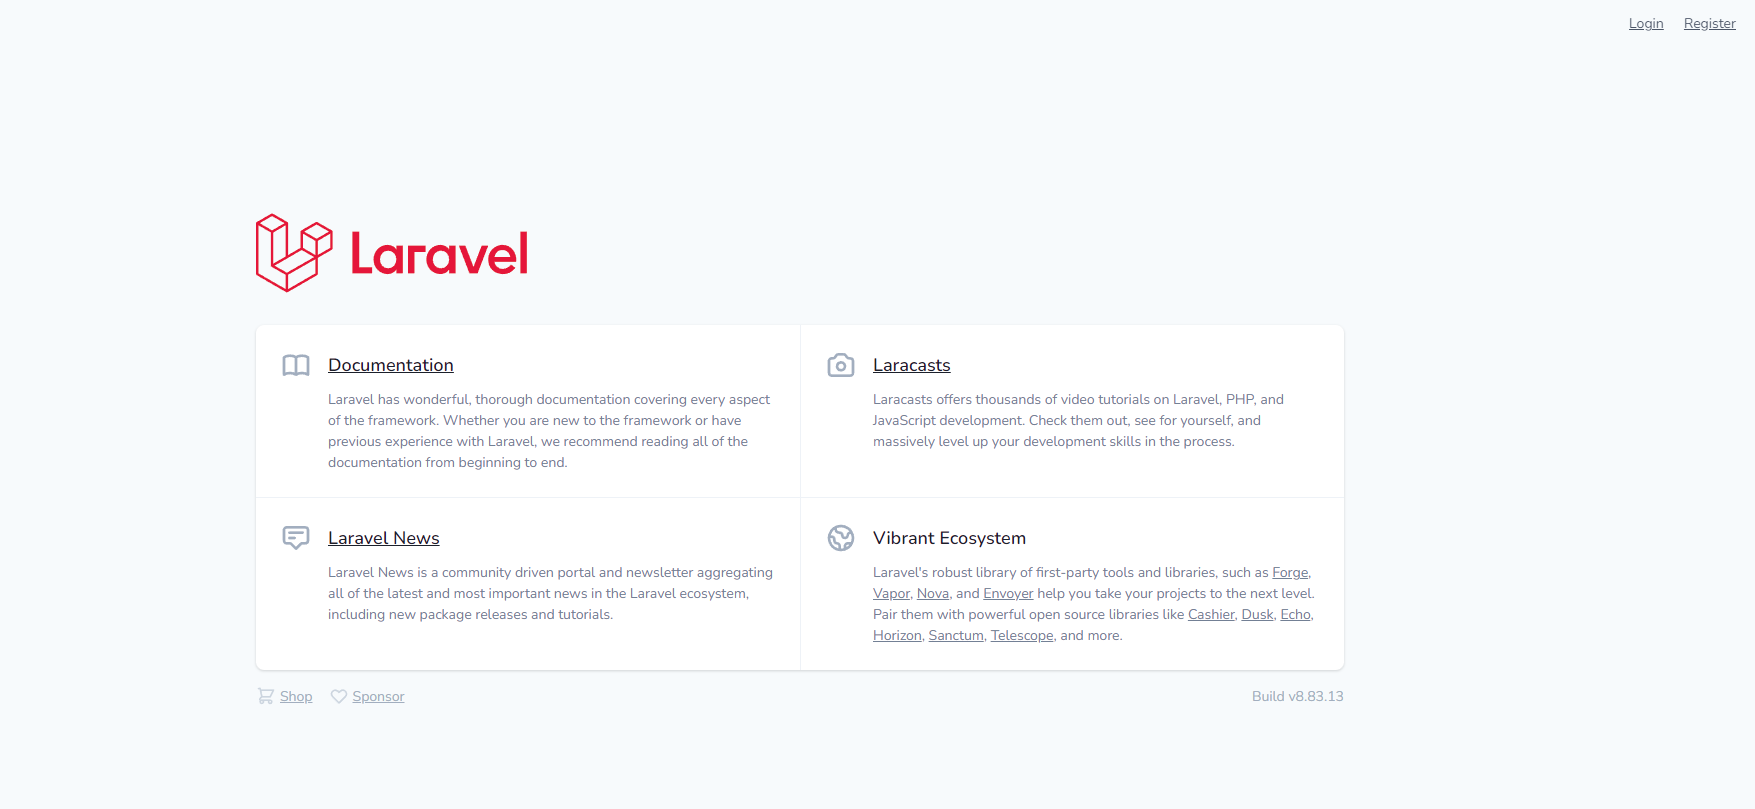 Login Register
Laravel
Documentation
Laravel has wonderful, thorough documentation covering every aspect
of the framework. Whether you are new to the framework or have
previous experience with Laravel, we recommend reading all of the
documentation from beginning to end.
Laracasts
Laracasts offers thousands of video tutorials on Laravel, PHP, and
JavaScript development. Check them out, see for yourself, and
massively level up your development skills in the process.
Laravel News
Laravel News is a community driven portal and newsletter aggregating
all of the latest and most important news in the Laravel ecosystem,
including new package releases and tutorials.
Vibrant Ecosystem
Laravel's robust library of first-party tools and libraries, such as Forge,
Vapor, Nova, and Envoyer help you take your projects to the next level.
Pair them with powerful open source libraries like Cashier, Dusk, Echo,
Horizon, Sanctum, Telescope, and more.
Shop Sponsor
Build v8.83.13